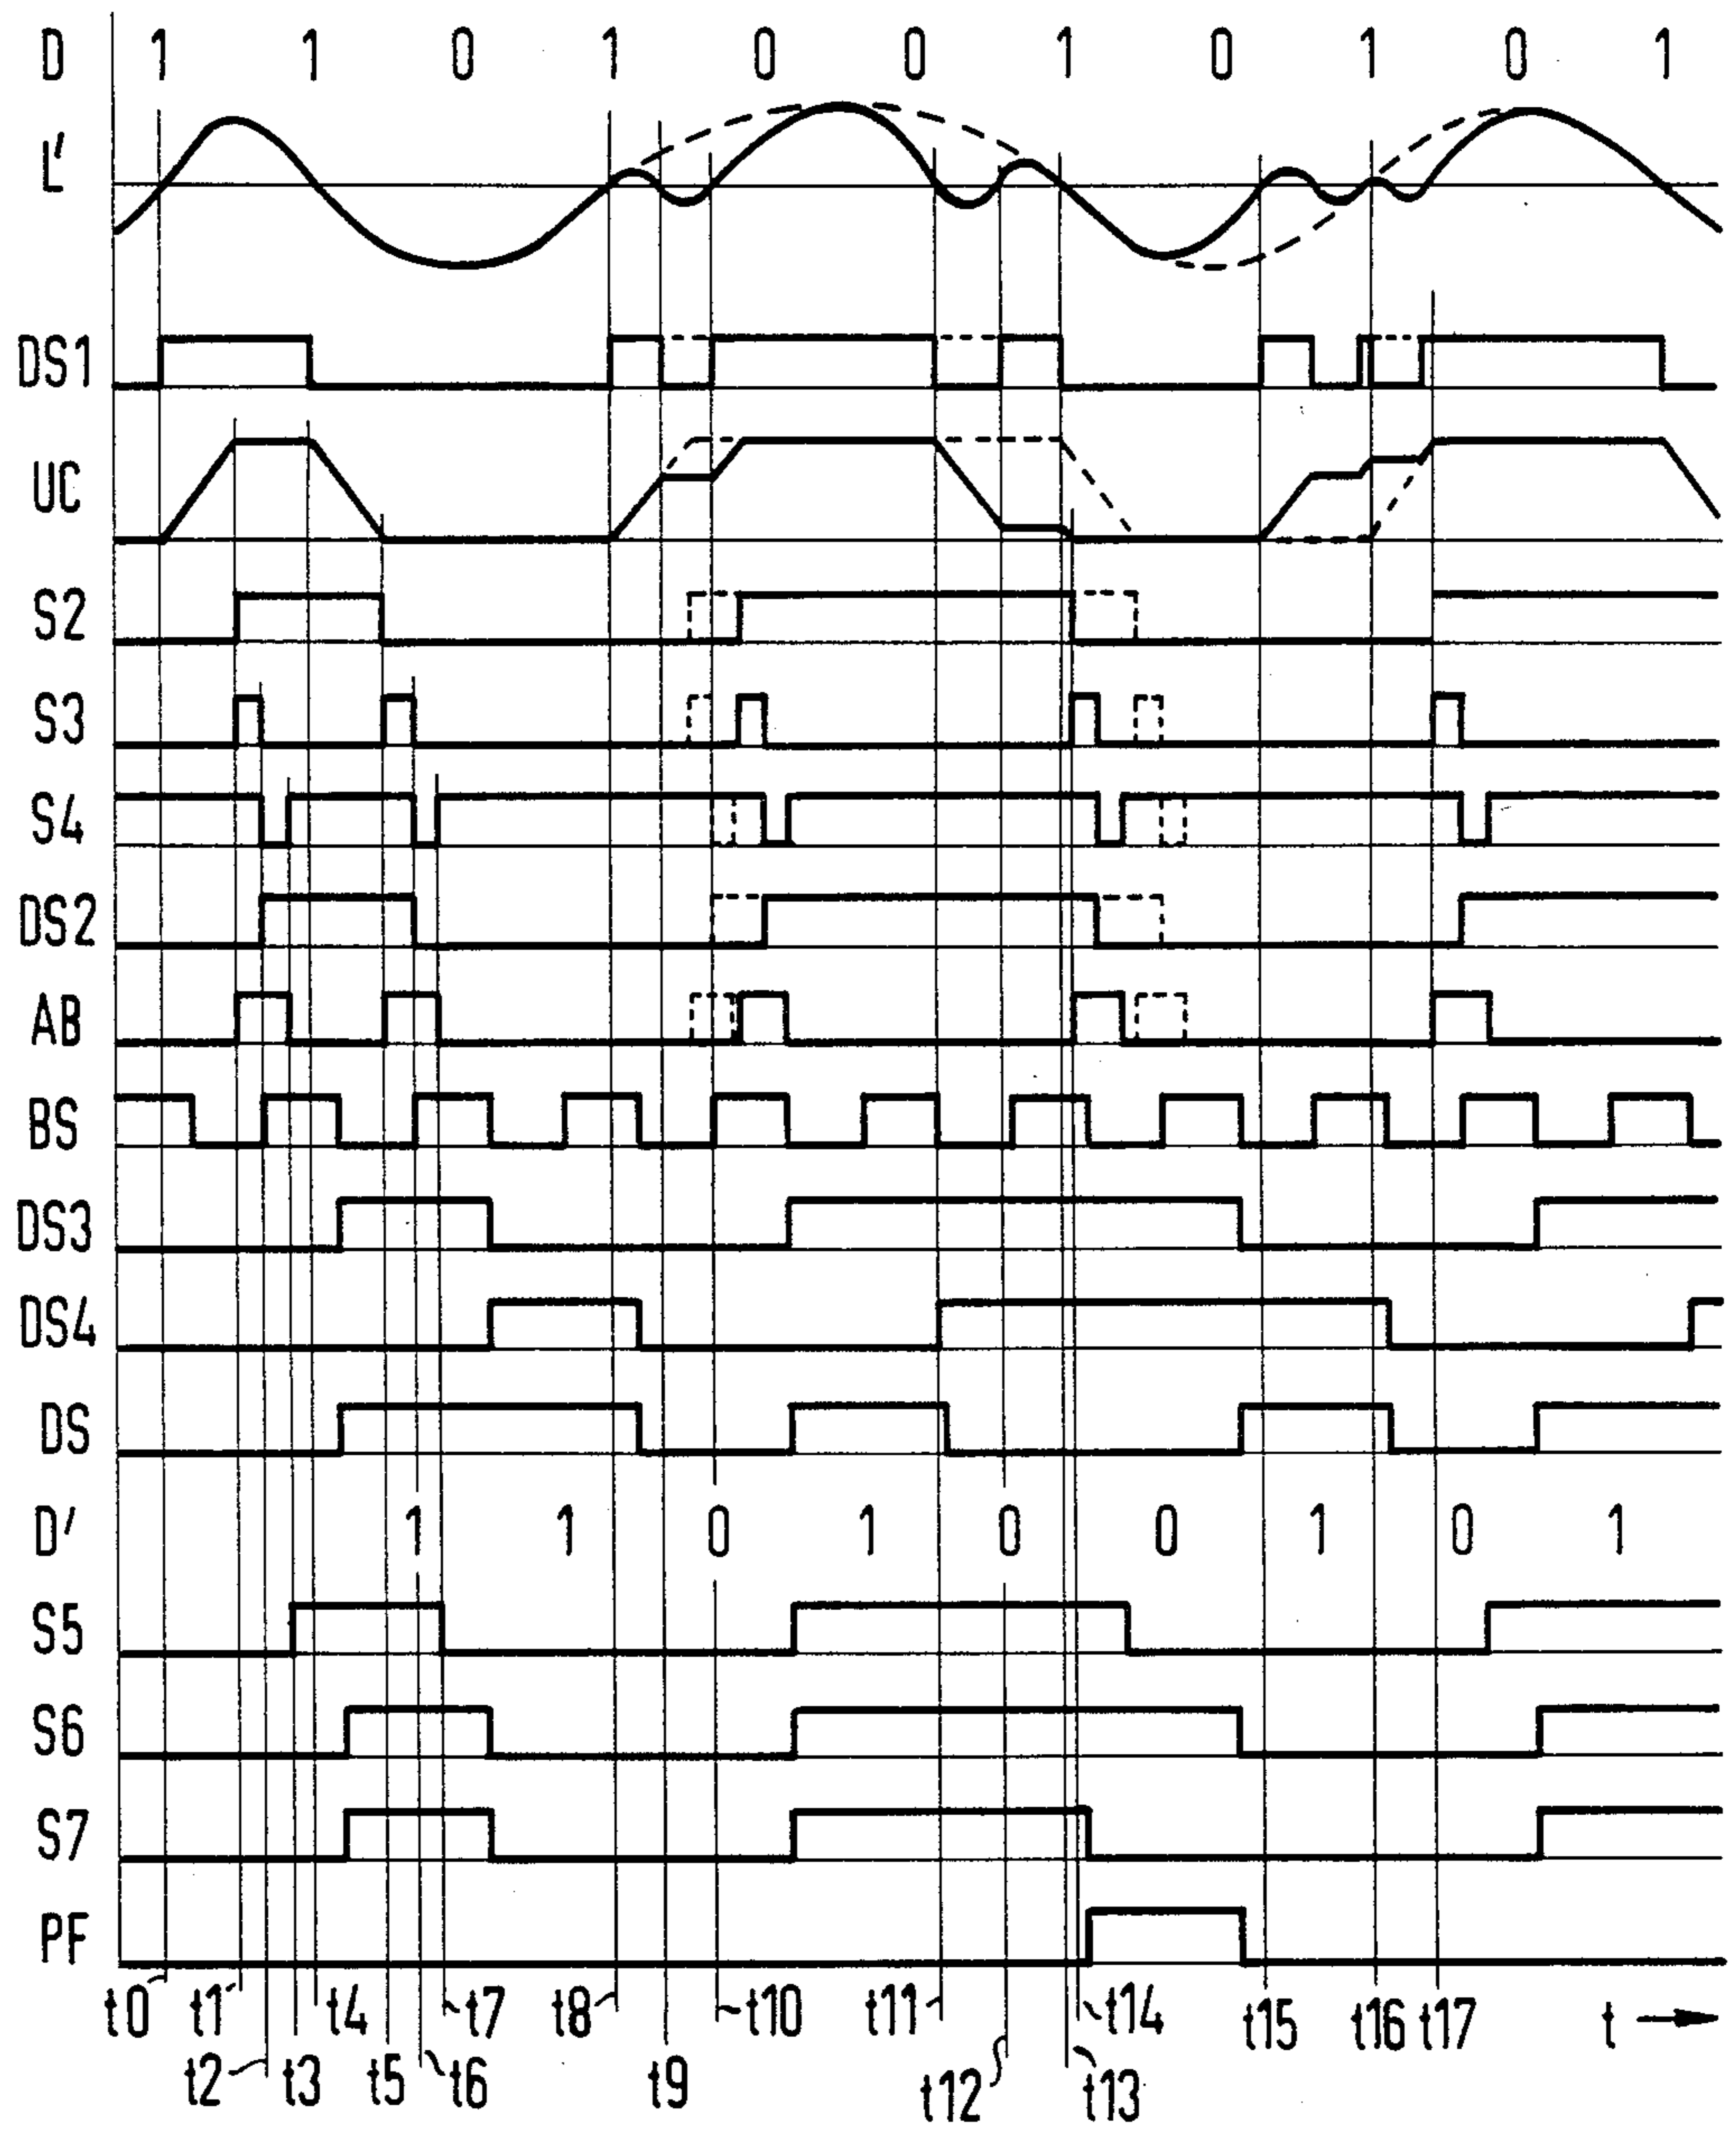 D 1 1 0 1 0 0 1 0 1 0 1
L'
DS1
UC
S2
S3
S4
DS2
AB
BS
DS3
DS4
DS
D' 1 1 0 1 0 0 1 0 1
S5
S6
S7
PF
t0 t1 t4 t7 t8 t10 t11 t14 t15 t16 t17 t
t2 t3 t5 t6 t9 t12 t13